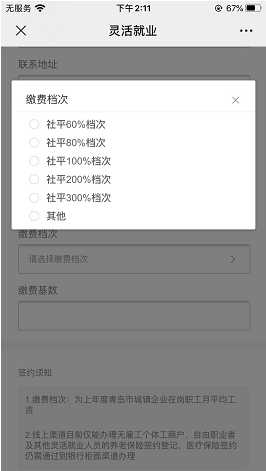 无服务 下午2:11 67%
灵活就业
联系地址
缴费档次
社平60%档次
社平80%档次
社平100%档次
社平200%档次
社平300%档次
其他
缴费档次
请选择缴费档次
缴费基数
签约须知
1.缴费档次：为上年度青岛市城镇企业在岗职工月平均工
资
2.线上渠道目前仅能办理无雇工个体工商户、自由职业者
及其他灵活就业人员的养老保险签约登记、医疗保险签约
仍需通过到银行柜面渠道办理